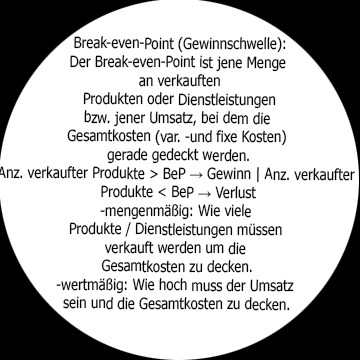 Break-even-Point (Gewinnschwelle):
Der Break-even-Point ist jene Menge
an verkauften
Produkten oder Dienstleistungen
bzw. jener Umsatz, bei dem die
Gesamtkosten (var. -und fixe Kosten)
gerade gedeckt werden.
Anz. verkaufter Produkte > BeP → Gewinn | Anz. verkaufter
Produkte < BeP → Verlust
-mengenmäßig: Wie viele
Produkte / Dienstleistungen müssen
verkauft werden um die
Gesamtkosten zu decken.
-wertmäßig: Wie hoch muss der Umsatz
sein und die Gesamtkosten zu decken.